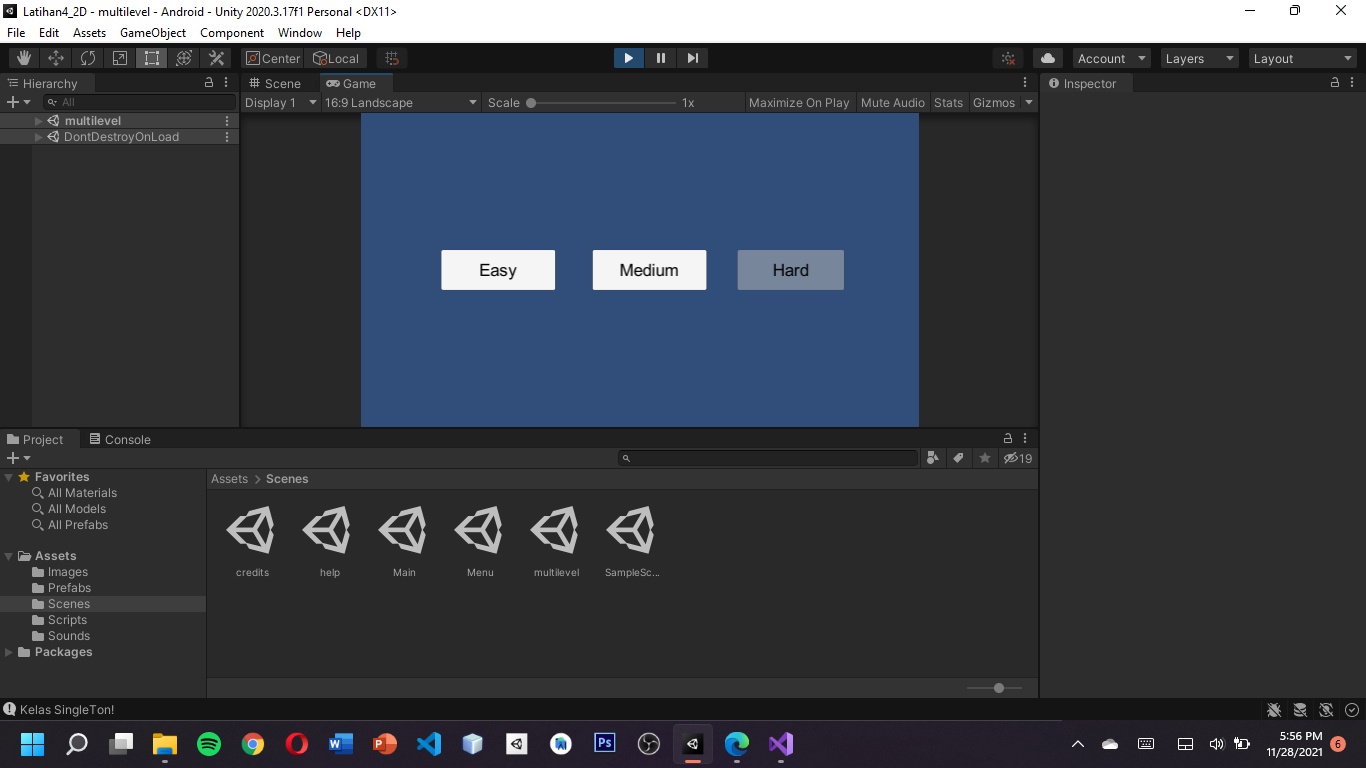 Latihan4_2D - multilevel - Android - Unity 2020.3.17f1 Personal <DX11>
File Edit Assets GameObject Component Window Help
Center Local Account Layers Layout
Hierarchy Scene Game Inspector
All Display 1 16:9 Landscape Scale 1x Maximize On Play Mute Audio Stats Gizmos
multilevel
DontDestroyOnLoad
Easy Medium Hard
Project Console
19
Favorites Assets Scenes
All Materials
All Models
All Prefabs
Assets
Images credits help Main Menu multilevel SampleSc...
Prefabs
Scenes
Scripts
Sounds
Packages
Kelas SingleTon!
5:56 PM
11/28/2021 6